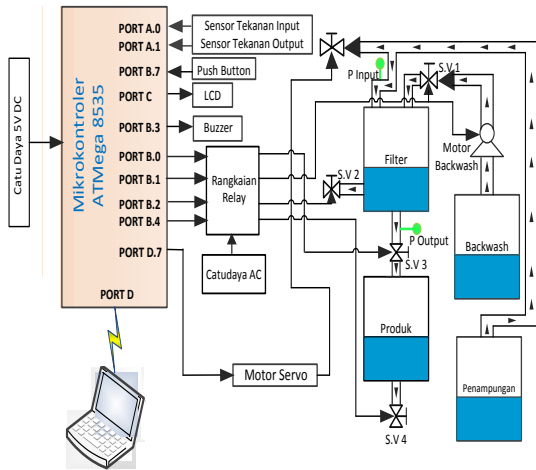 Catu Daya 5V DC
Mikrokontroler
ATMega 8535
PORT A.0
PORT A.1
PORT B.7
PORT C
PORT B.3
PORT B.0
PORT B.1
PORT B.2
PORT B.4
PORT D.7
PORT D
Sensor Tekanan Input
Sensor Tekanan Output
Push Button
LCD
Buzzer
Rangkaian
Relay
Catudaya AC
Motor Servo
P Input
S.V 1
Filter
S.V 2
P Output
S.V 3
Produk
S.V 4
Motor
Backwash
Backwash
Penampungan